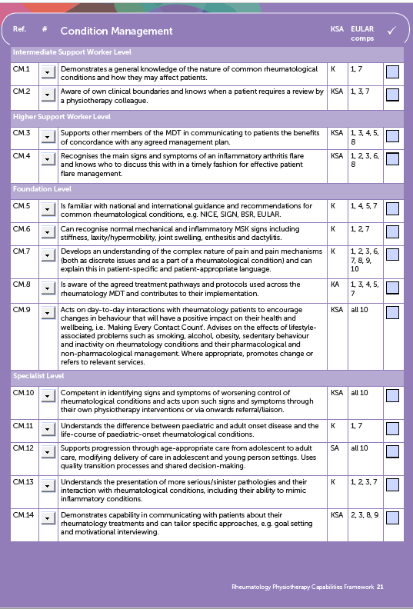 Ref. # Condition Management KSA EULAR comps ✓
Intermediate Support Worker Level
CM.1 Demonstrates a general knowledge of the nature of common rheumatological K 1, 7
conditions and how they may affect patients.
CM.2 Aware of own clinical boundaries and knows when a patient requires a review by KSA 1, 3, 7
a physiotherapy colleague.
Higher Support Worker Level
CM.3 Supports other members of the MDT in communicating to patients the benefits KSA 1, 3, 4, 5,
of concordance with any agreed management plan. 8
CM.4 Recognises the main signs and symptoms of an inflammatory arthritis flare KSA 1, 2, 3, 6,
and knows who to discuss this with in a timely fashion for effective patient 8
flare management.
Foundation Level
CM.5 Is familiar with national and international guidance and recommendations for K 1, 4, 5, 7
common rheumatological conditions, e.g. NICE, SIGN, BSR, EULAR.
CM.6 Can recognise normal mechanical and inflammatory MSK signs including K 1, 2, 7
stiffness, laxity/hypermobility, joint swelling, enthesitis and dactylitis.
CM.7 Develops an understanding of the complex nature of pain and pain mechanisms K 1, 2, 3, 6,
(both as discrete issues and as a part of a rheumatological condition) and can 7, 8, 9,
explain this in patient-specific and patient-appropriate language. 10
CM.8 Is aware of the agreed treatment pathways and protocols used across the KA 1, 3, 4, 5,
rheumatology MDT and contributes to their implementation. 7
CM.9 Acts on day-to-day interactions with rheumatology patients to encourage KSA all 10
changes in behaviour that will have a positive impact on their health and
wellbeing, i.e. 'Making Every Contact Count'. Advises on the effects of lifestyle-
associated problems such as smoking, alcohol, obesity, sedentary behaviour
and inactivity on rheumatology conditions and their pharmacological and
non-pharmacological management. Where appropriate, promotes change or
refers to relevant services.
Specialist Level
CM.10 Competent in identifying signs and symptoms of worsening control of KSA all 10
rheumatological conditions and acts upon such signs and symptoms through
their own physiotherapy interventions or via onwards referral/liaison.
CM.11 Understands the difference between paediatric and adult onset disease and the K 1, 7
life-course of paediatric-onset rheumatological conditions.
CM.12 Supports progression through age-appropriate care from adolescent to adult SA all 10
care, modifying delivery of care in adolescent and young person settings. Uses
quality transition processes and shared decision-making.
CM.13 Understands the presentation of more serious/sinister pathologies and their K 1, 2, 3, 7
interaction with rheumatological conditions, including their ability to mimic
inflammatory conditions.
CM.14 Demonstrates capability in communicating with patients about their KSA 2, 3, 8, 9
rheumatology treatments and can tailor specific approaches, e.g. goal setting
and motivational interviewing.
Rheumatology Physiotherapy Capabilities Framework 21